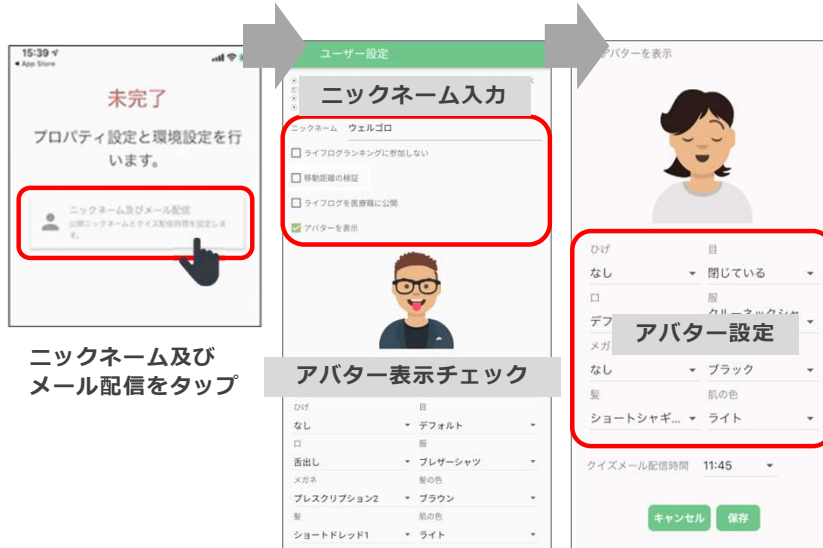 15:39
App Store
未完了
プロパティ設定と環境設定を行
います。
ニックネーム及びメール配信
公開ニックネームとクイズ配信時間を設定しま
す。
ニックネーム及び
メール配信をタップ
ユーザー設定
ニックネーム入力
ニックネーム ウェルゴロ
ライフログランキングに参加しない
移動距離の検証
ライフログを医療職に公開
アバターを表示
アバター表示チェック
ひげ 目
なし デフォルト
口 服
舌出し ブレザーシャツ
メガネ 髪の色
プレスクリプション2 ブラウン
髪 肌の色
ショートドレッド1 ライト
アバターを表示
ひげ 目
なし 閉じている
口 服
デフ
アバター設定
メガ
なし ブラック
髪 肌の色
ショートシャギ... ライト
クイズメール配信時間 11:45
キャンセル 保存